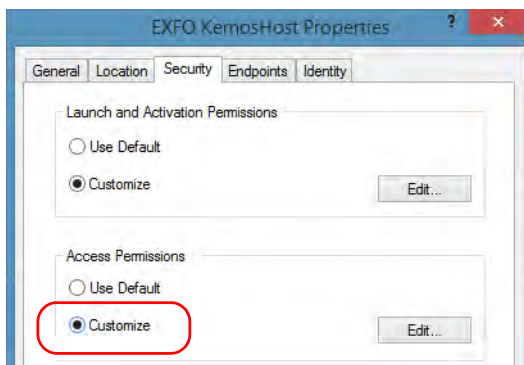 EXFO KernosHost Properties
?
×
General Location Security Endpoints Identity
Launch and Activation Permissions
Use Default
Customize
Edit...
Access Permissions
Use Default
Customize
Edit...